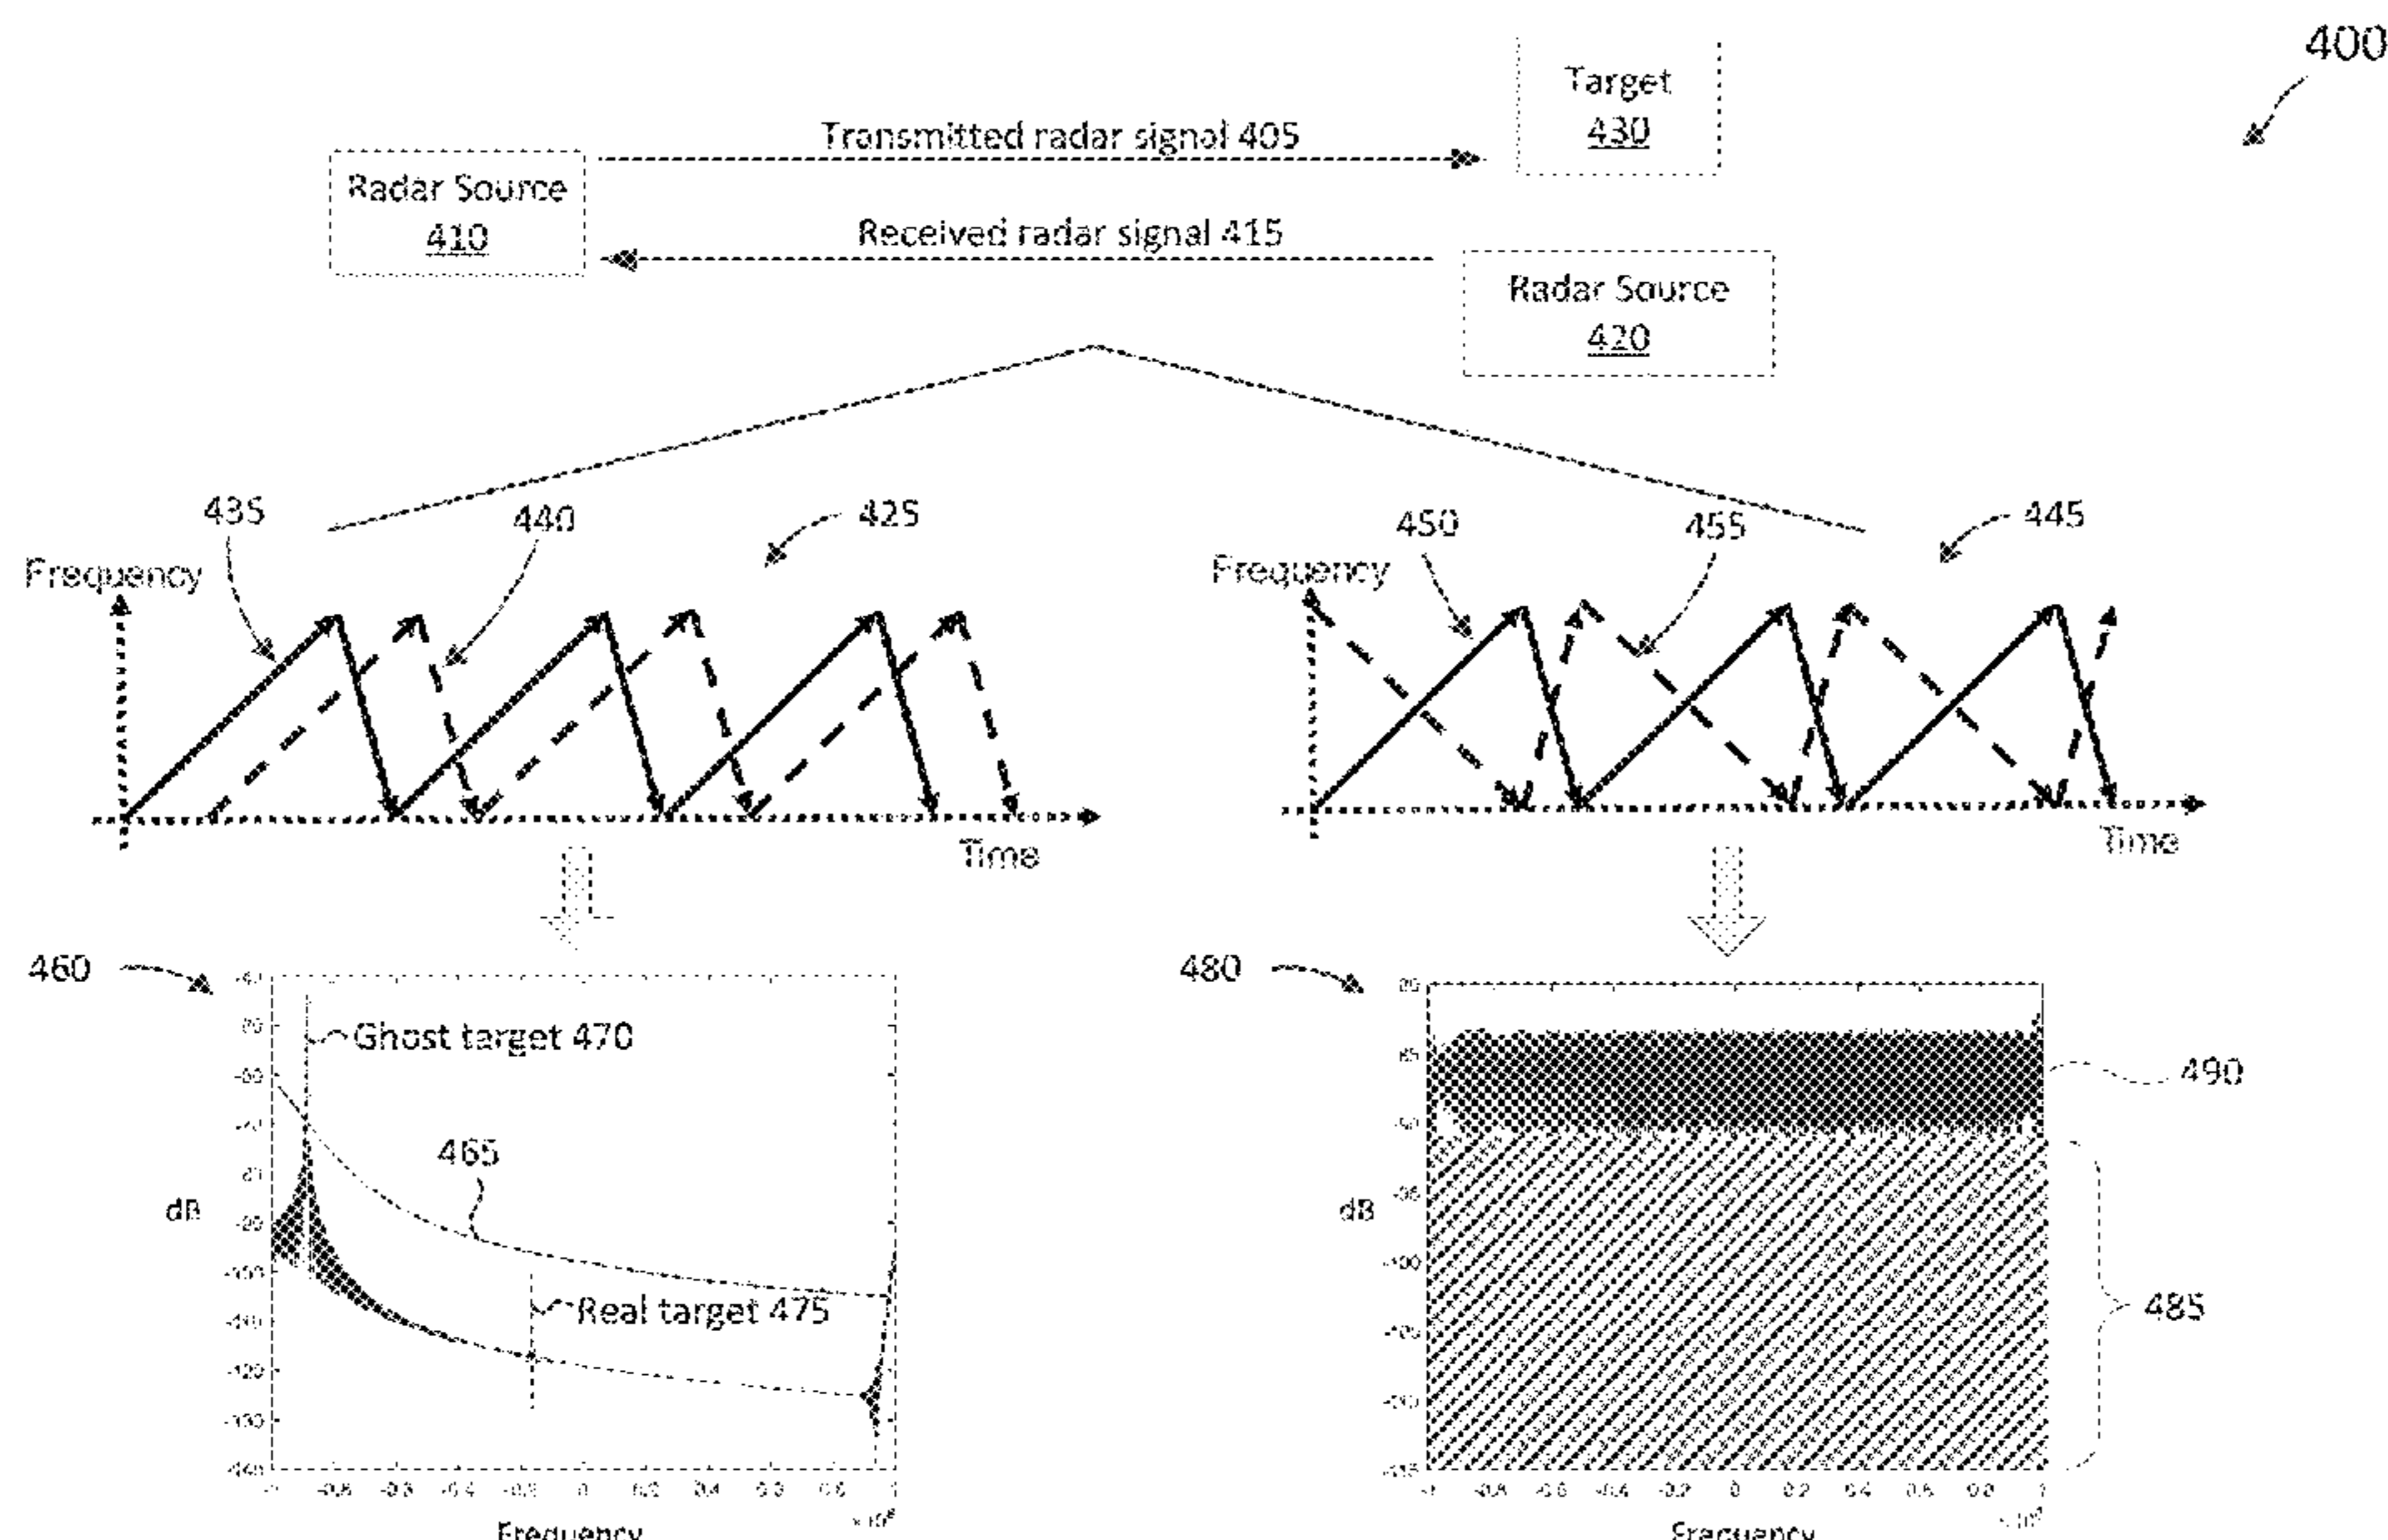 400
Target
430
Transmitted radar signal 405
Radar Source
410
Received radar signal 415
Radar Source
420
435
440
425
450
455
445
Frequency
Frequency
Time
Time
460
480
Ghost target 470
490
465
dB
dB
Real target 475
485
Frequency
Frequency